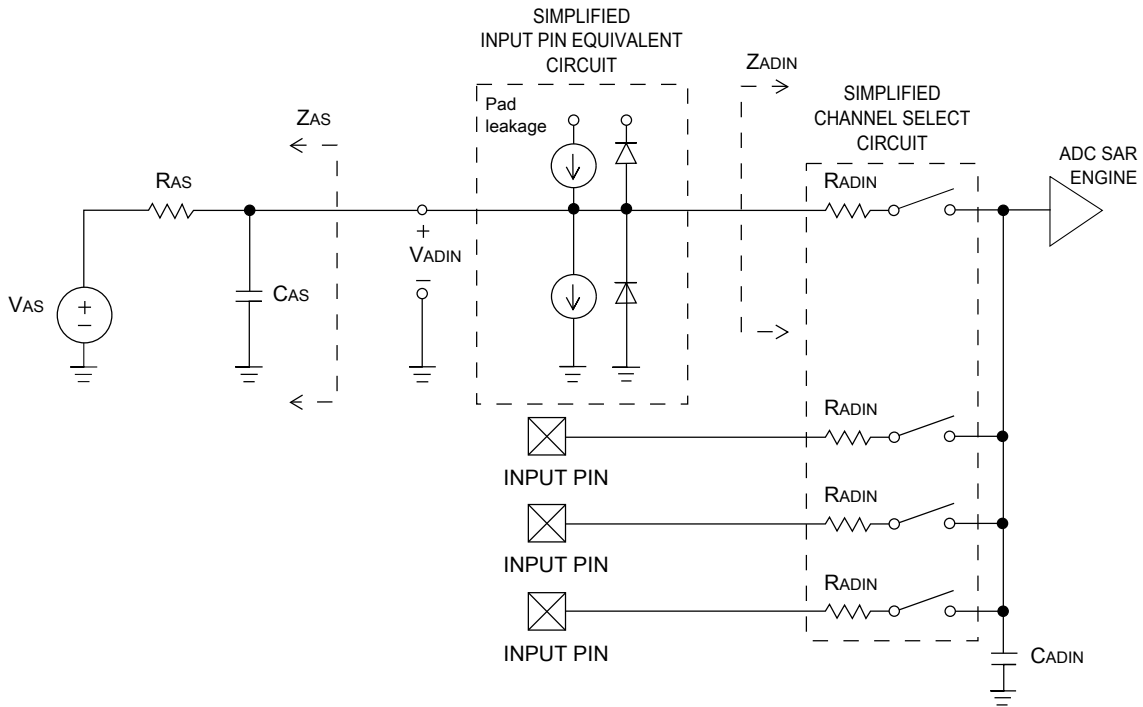 SIMPLIFIED
INPUT PIN EQUIVALENT
CIRCUIT
Pad
leakage
ZAS
ZADIN
SIMPLIFIED
CHANNEL SELECT
CIRCUIT
ADC SAR
ENGINE
RAS
RADIN
+
VADIN
–
CAS
VAS
+
–
RADIN
INPUT PIN
RADIN
INPUT PIN
RADIN
INPUT PIN
CADIN